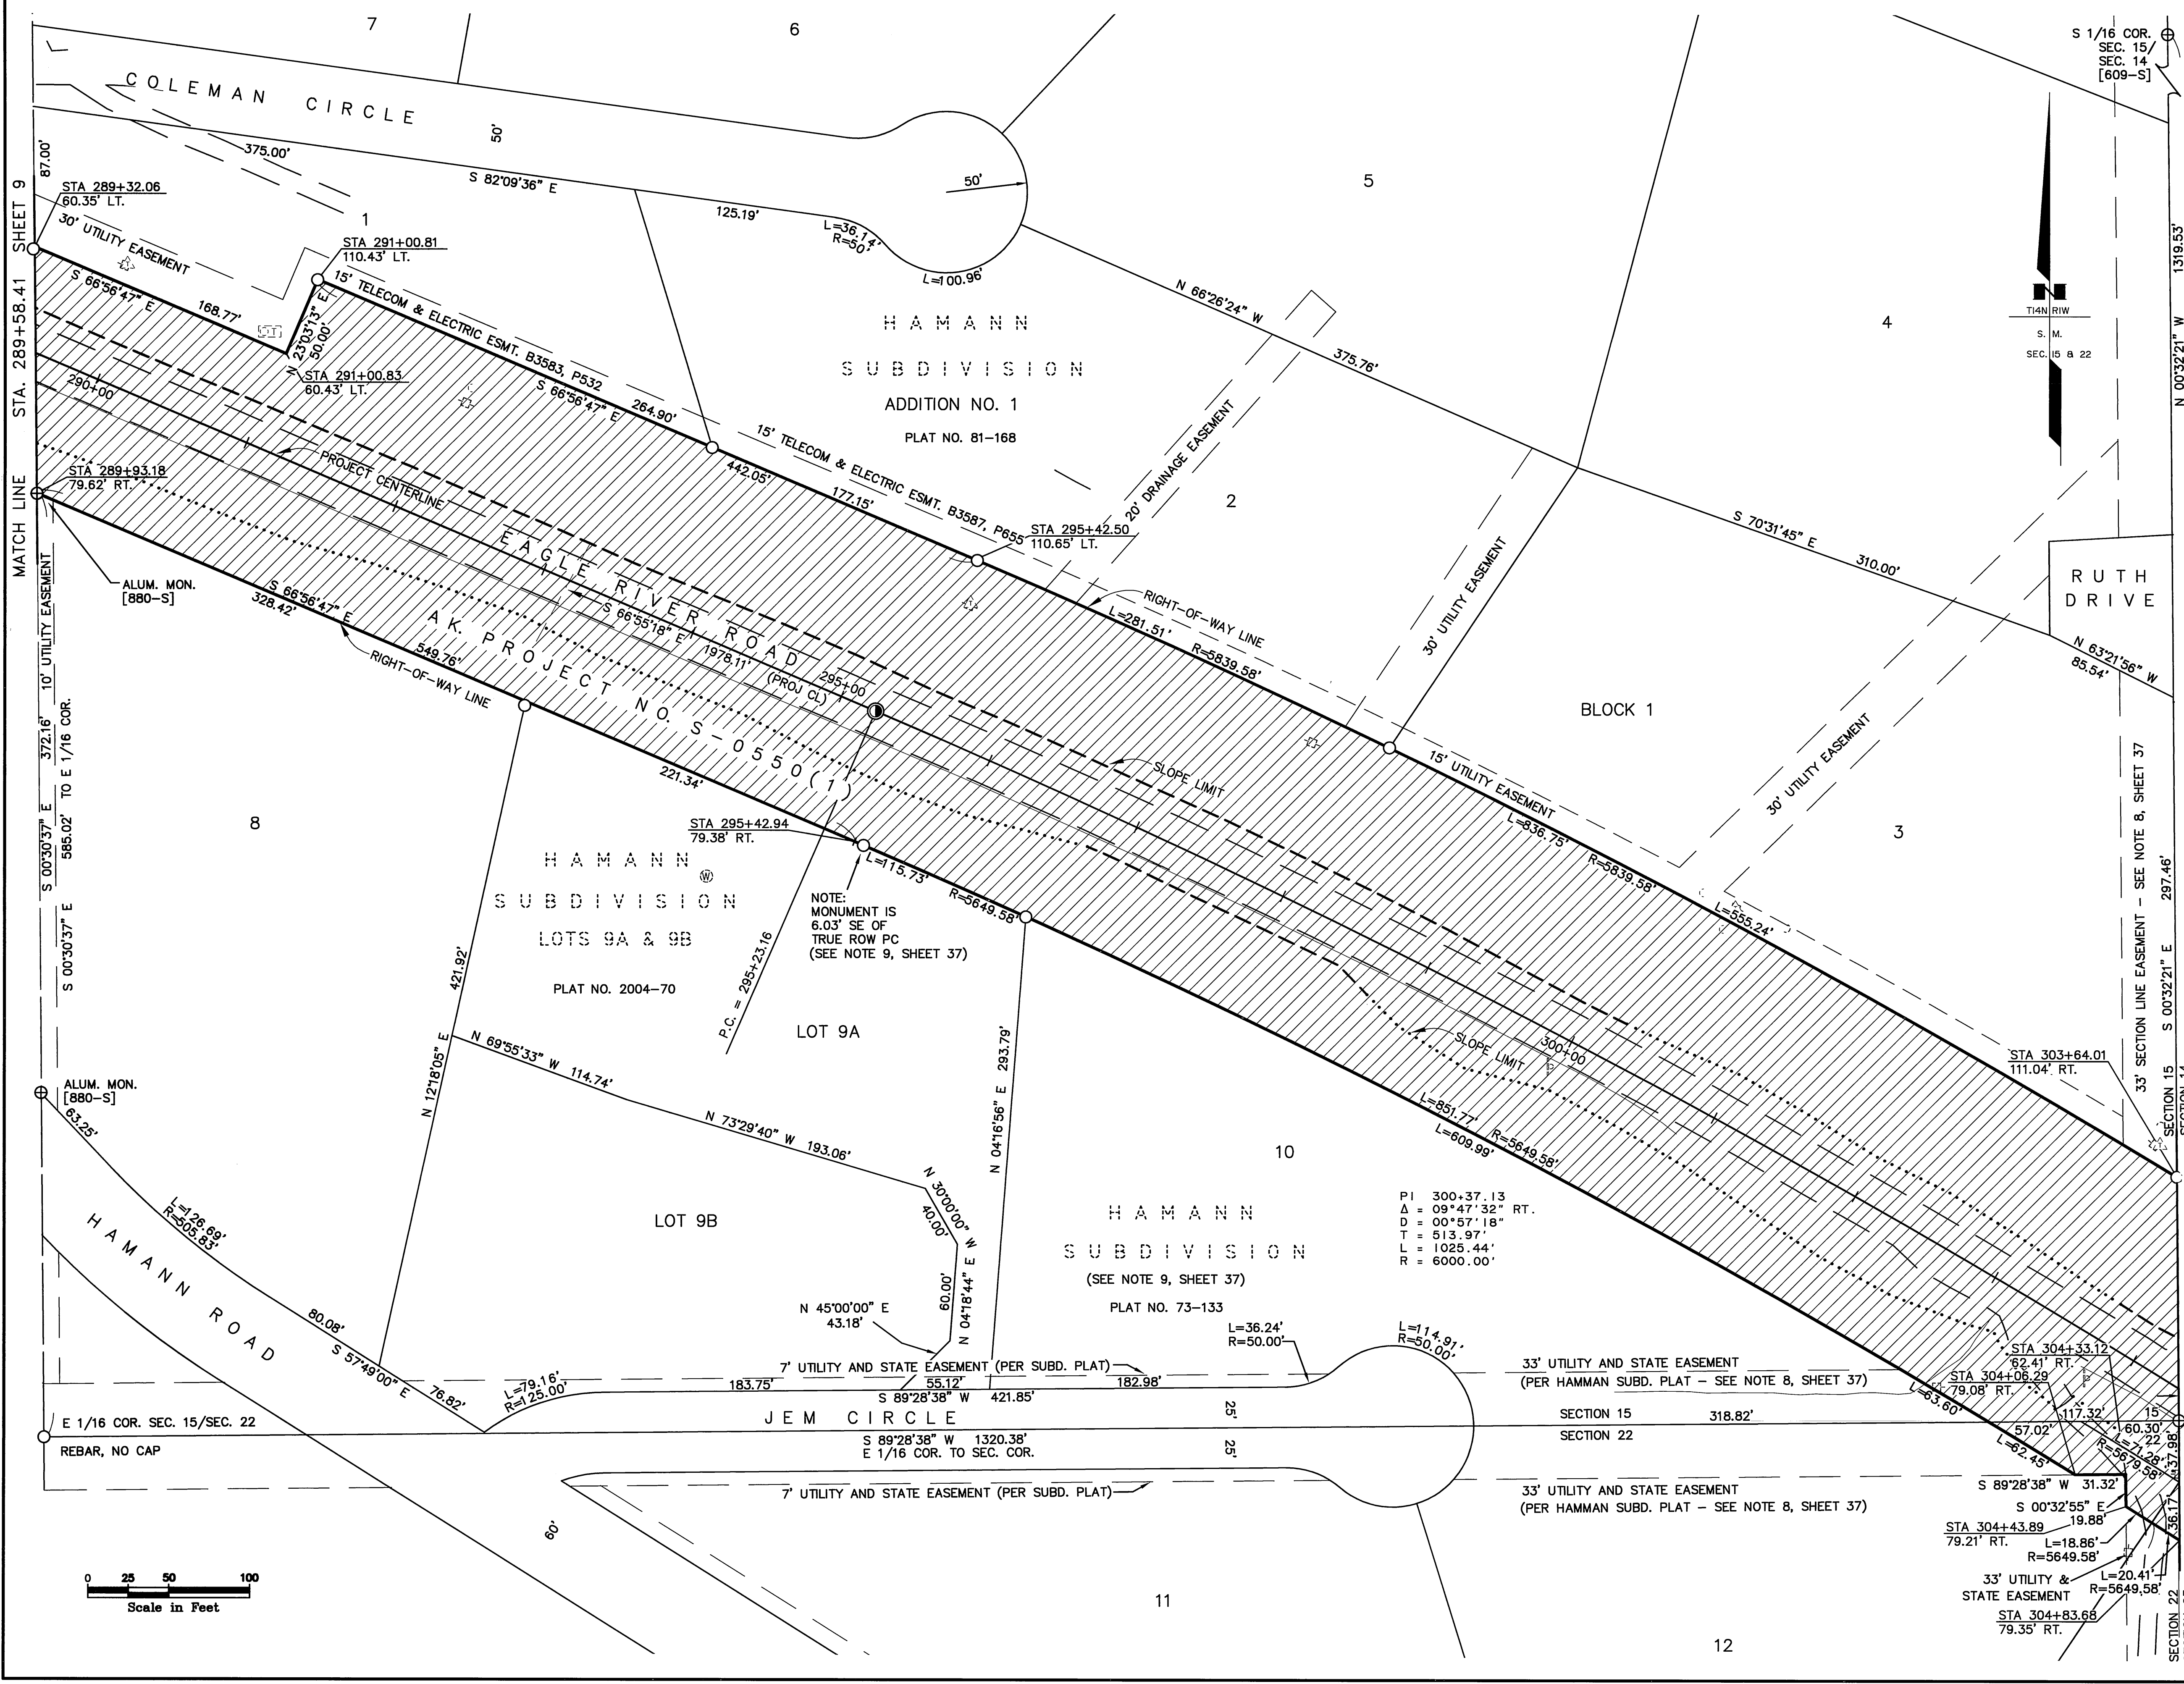 7
6
S 1/16 COR.
SEC. 15/
SEC. 14
[609-S]
COLEMAN CIRCLE
50'
87.00'
375.00'
S 82°09'36" E
125.19'
L=36.14'
R=50'
50'
L=100.96'
5
STA 289+32.06
60.35' LT.
30' UTILITY EASEMENT
1
STA 291+00.81
110.43' LT.
MATCH LINE STA. 289+58.41 SHEET 9
S 66°56'47" E
168.77'
N 23°03'13" E
50.00'
STA 291+00.83
60.43' LT.
15' TELECOM & ELECTRIC ESMT. B3583, P532
S 66°56'47" E
264.90'
HAMANN
SUBDIVISION
ADDITION NO. 1
PLAT NO. 81-168
N 66°26'24" W
375.76'
4
N
T14N R1W
S. M.
SEC. 15 & 22
N 00°32'21" W 1319.53'
290+00
PROJECT CENTERLINE
442.05'
177.15'
15' TELECOM & ELECTRIC ESMT. B3587, P655
20' DRAINAGE EASEMENT
2
STA 289+93.18
79.62' RT.
ALUM. MON.
[880-S]
STA 295+42.50
110.65' LT.
S 70°31'45" E
310.00'
RUTH
DRIVE
N 63°21'56" W
85.54'
EAGLE RIVER ROAD
S 66°55'18" E
1978.11'
(PROJ CL)
295+00
AK. PROJECT NO. S-0550(1)
S 66°56'47" E
328.42'
549.76'
RIGHT-OF-WAY LINE
RIGHT-OF-WAY LINE
L=281.51'
R=5839.58'
30' UTILITY EASEMENT
BLOCK 1
SLOPE LIMIT
15' UTILITY EASEMENT
30' UTILITY EASEMENT
L=836.75'
R=5839.58'
L=555.24'
3
33' SECTION LINE EASEMENT - SEE NOTE 8, SHEET 37
S 00°32'21" E 297.46'
SECTION 15
SECTION 14
10' UTILITY EASEMENT
S 00°30'37" E 372.16'
S 00°30'37" E 585.02' TO E 1/16 COR.
8
221.34'
STA 295+42.94
79.38' RT.
L=115.73'
R=5649.58'
HAMANN
SUBDIVISION
LOTS 9A & 9B
PLAT NO. 2004-70
W
NOTE:
MONUMENT IS
6.03' SE OF
TRUE ROW PC
(SEE NOTE 9, SHEET 37)
P.C. = 295+23.16
LOT 9A
421.92'
N 12°18'05" E
N 69°55'33" W 114.74'
N 73°29'40" W 193.06'
N 04°16'56" E 293.79'
SLOPE LIMIT
300+00
STA 303+64.01
111.04' RT.
ALUM. MON.
[880-S]
63.25'
L=851.77'
R=5649.58'
L=609.99'
10
LOT 9B
N 30°00'00" W
40.00'
60.00'
N 04°18'44" E
N 45°00'00" E
43.18'
HAMANN
SUBDIVISION
(SEE NOTE 9, SHEET 37)
PLAT NO. 73-133
PI 300+37.13
Δ = 09°47'32" RT.
D = 00°57'18"
T = 513.97'
L = 1025.44'
R = 6000.00'
L=126.69'
R=505.83'
HAMANN ROAD
80.08'
S 57°49'00" E
76.82'
L=79.16'
R=125.00'
7' UTILITY AND STATE EASEMENT (PER SUBD. PLAT)
183.75'
55.12'
182.98'
S 89°28'38" W 421.85'
L=36.24'
R=50.00'
L=114.91'
R=50.00'
33' UTILITY AND STATE EASEMENT
(PER HAMMAN SUBD. PLAT - SEE NOTE 8, SHEET 37)
STA 304+33.12
62.41' RT.
STA 304+06.29
79.08' RT.
L=63.60'
E 1/16 COR. SEC. 15/SEC. 22
REBAR, NO CAP
JEM CIRCLE
25'
25'
S 89°28'38" W 1320.38'
E 1/16 COR. TO SEC. COR.
SECTION 15
SECTION 22
318.82'
57.02'
117.32'
15
60.30'
22
L=71.28'
R=5679.58'
37.98'
L=62.45'
7' UTILITY AND STATE EASEMENT (PER SUBD. PLAT)
33' UTILITY AND STATE EASEMENT
(PER HAMMAN SUBD. PLAT - SEE NOTE 8, SHEET 37)
S 89°28'38" W 31.32'
S 00°32'55" E
19.88'
36.17'
STA 304+43.89
79.21' RT.
L=18.86'
R=5649.58'
33' UTILITY &
STATE EASEMENT
L=20.41'
R=5649.58'
STA 304+83.68
79.35' RT.
SECTION 22
60'
11
12
0 25 50 100
Scale in Feet